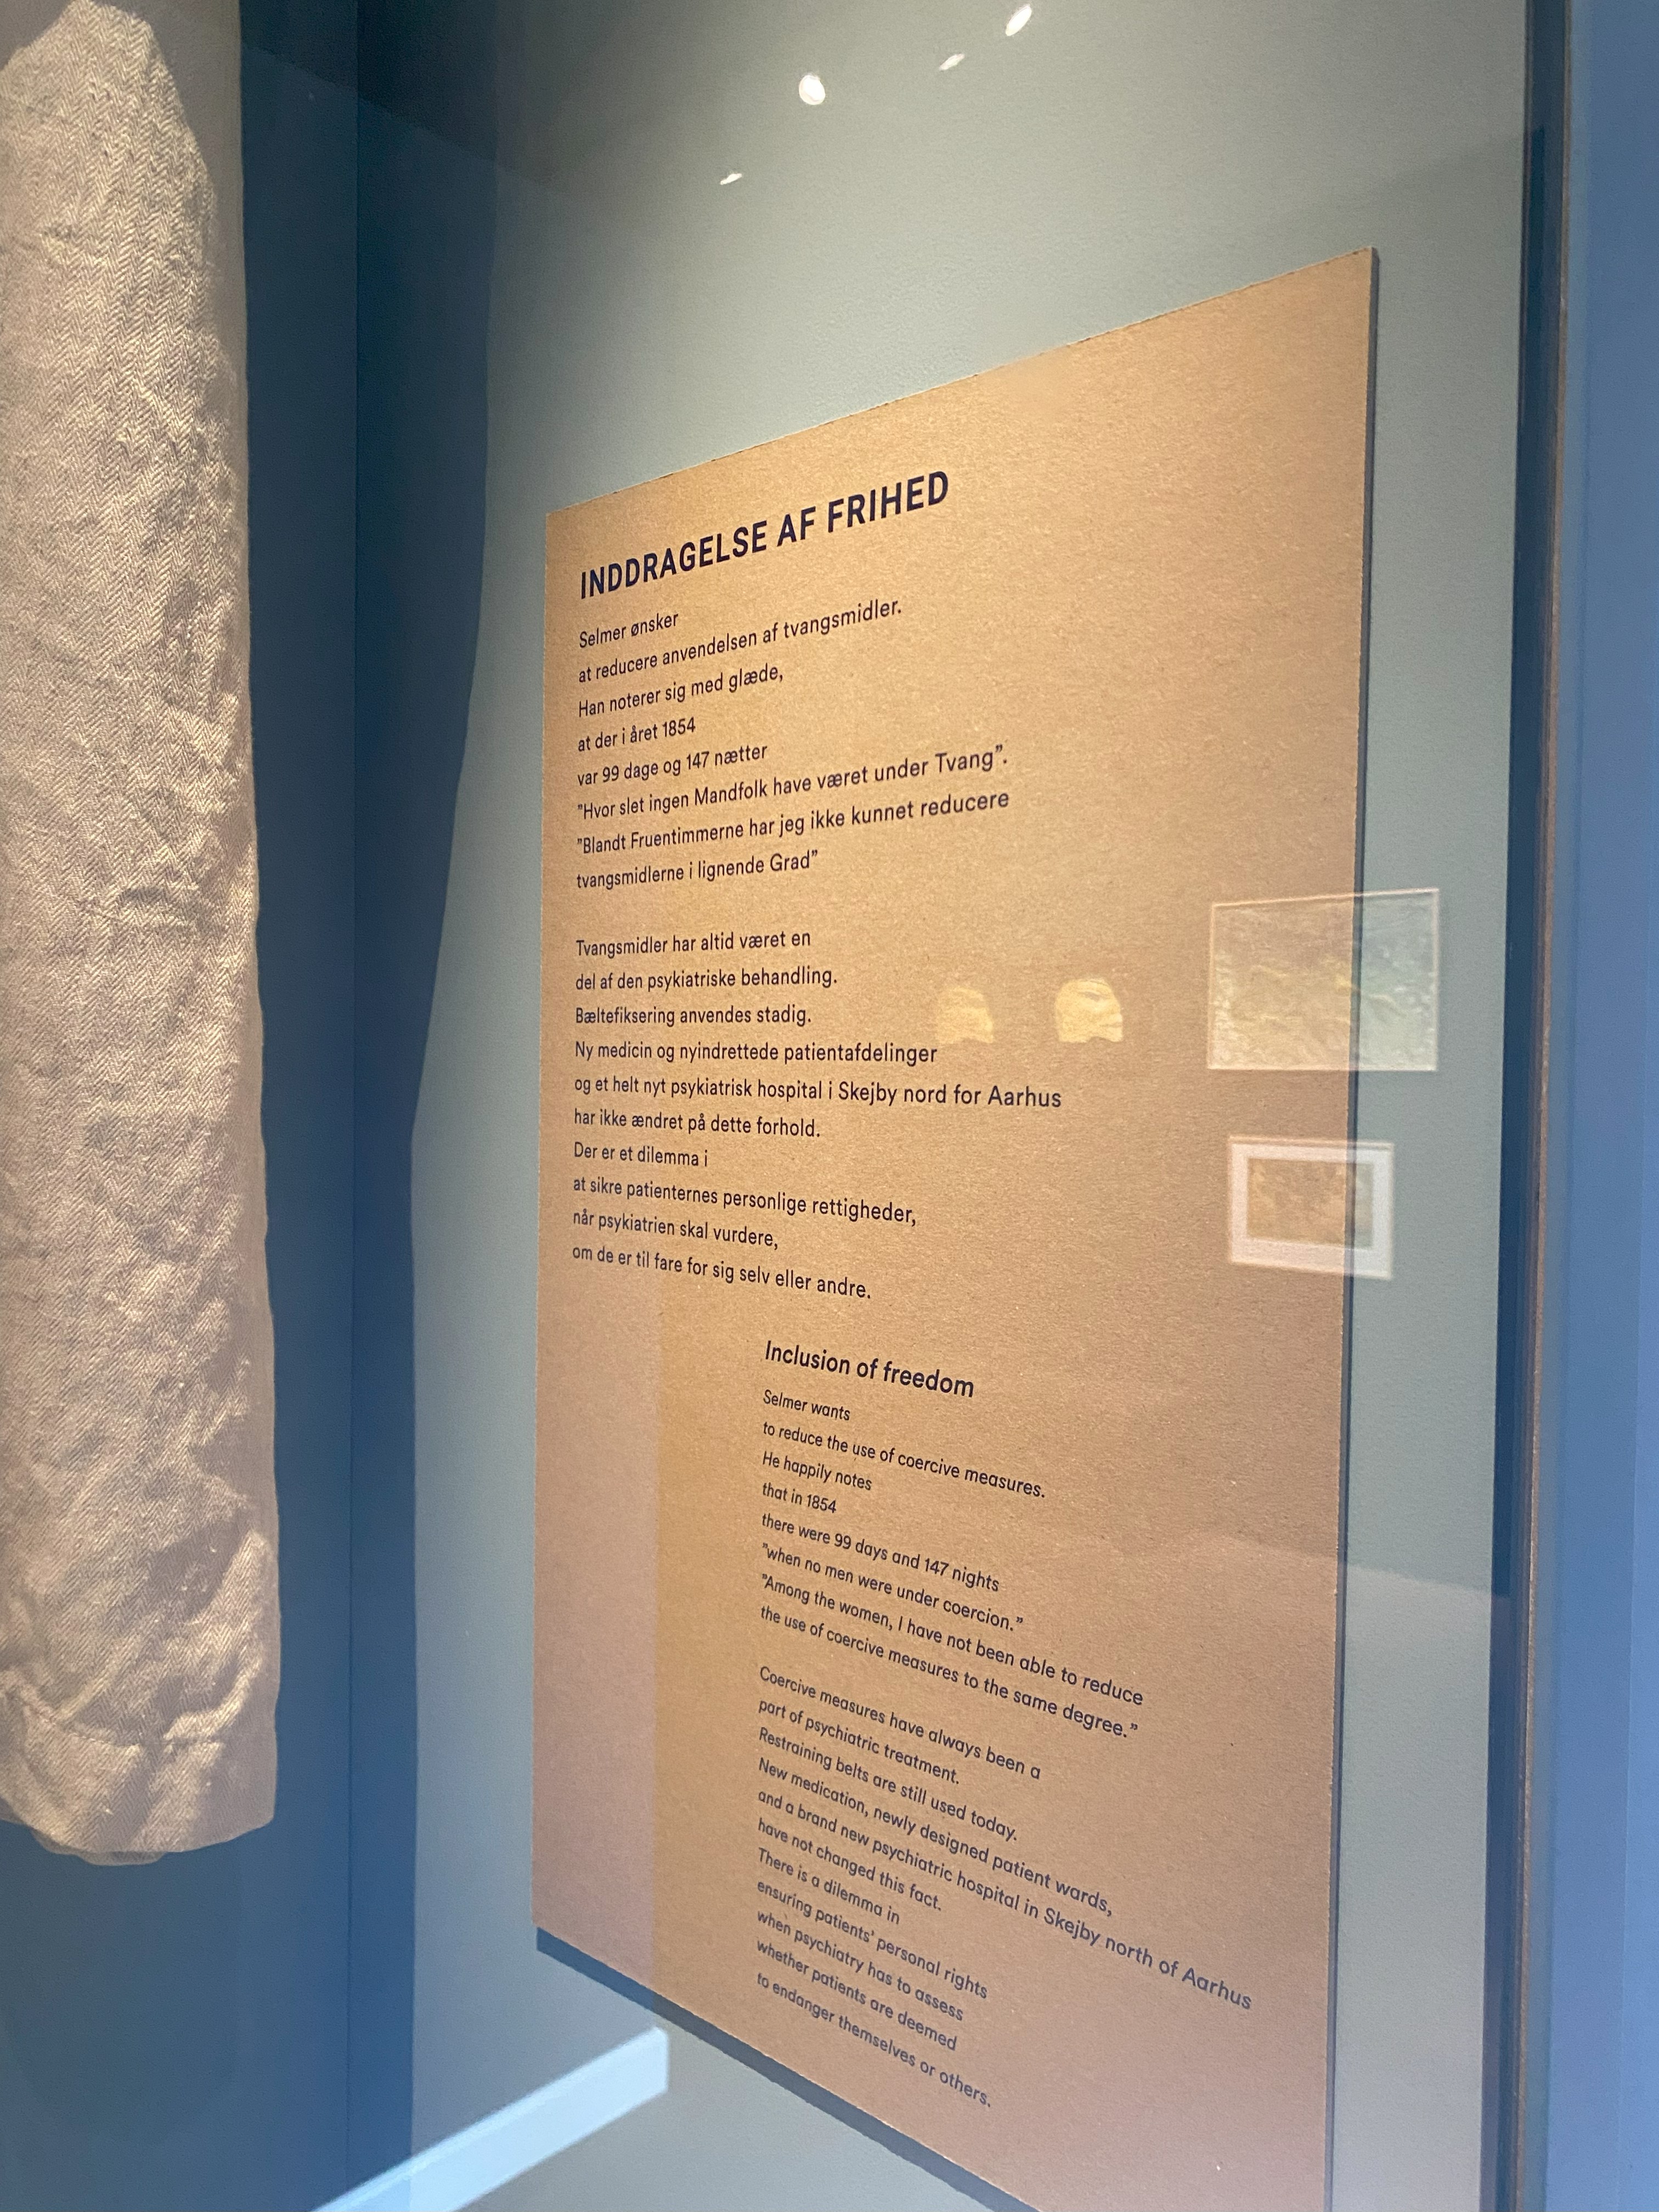 INDDRAGELSE AF FRIHED
Selmer ønsker
at reducere anvendelsen af tvangsmidler.
Han noterer sig med glæde,
at der i året 1854
var 99 dage og 147 nætter
”Hvor slet ingen Mandfolk have været under Tvang”.
”Blandt Fruentimmerne har jeg ikke kunnet reducere
tvangsmidlerne i lignende Grad”
Tvangsmidler har altid været en
del af den psykiatriske behandling.
Bæltefiksering anvendes stadig.
Ny medicin og nyindrettede patientafdelinger
og et helt nyt psykiatrisk hospital i Skejby nord for Aarhus
har ikke ændret på dette forhold.
Der er et dilemma i
at sikre patienternes personlige rettigheder,
når psykiatrien skal vurdere,
om de er til fare for sig selv eller andre.
Inclusion of freedom
Selmer wants
to reduce the use of coercive measures.
He happily notes
that in 1854
there were 99 days and 147 nights
”when no men were under coercion.”
”Among the women, I have not been able to reduce
the use of coercive measures to the same degree.”
Coercive measures have always been a
part of psychiatric treatment.
Restraining belts are still used today.
New medication, newly designed patient wards,
and a brand new psychiatric hospital in Skejby north of Aarhus
have not changed this fact.
There is a dilemma in
ensuring patients' personal rights
when psychiatry has to assess
whether patients are deemed
to endanger themselves or others.